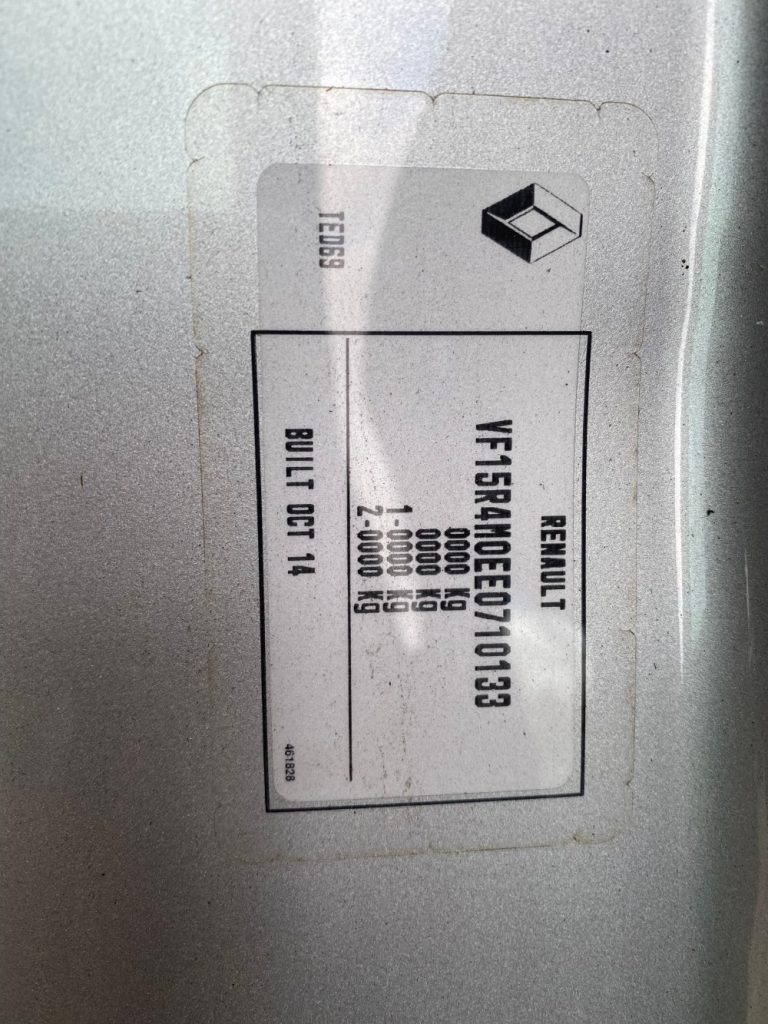 RENAULT
VF15R4M0EE0710133
0000 Kg
0000 Kg
1-0000 Kg
2-0000 Kg
TED69
BUILT OCT 14
461828